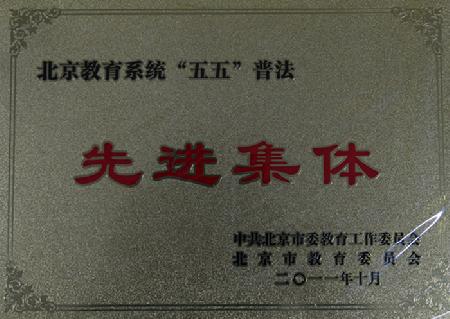 北京教育系统“五五”普法
先进集体
中共北京市委教育工作委员会
北京市教育委员会
二〇一一年十月